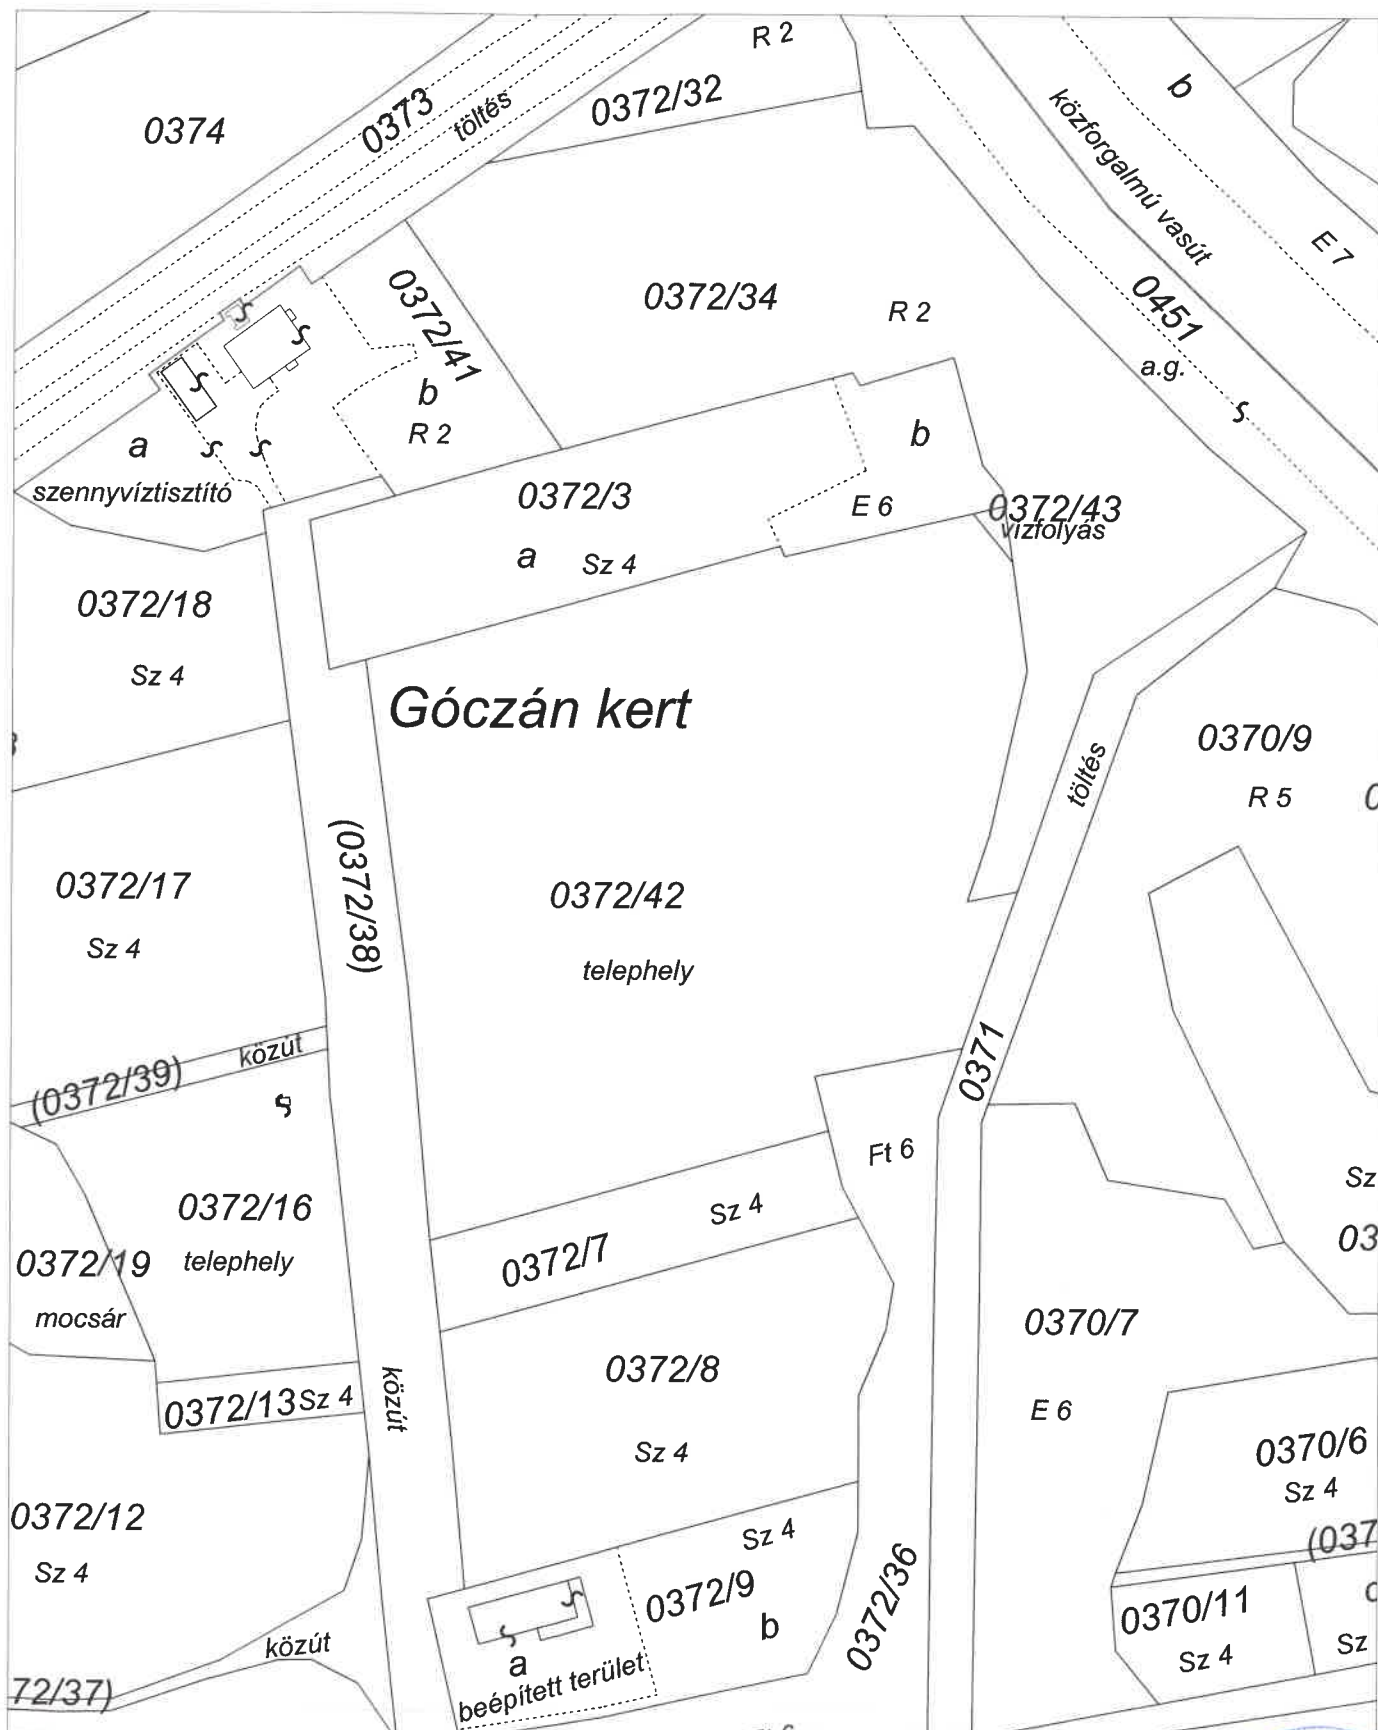 R 2
0372/32
0374
0373
töltés
b
közforgalmú vasút
E 7
0372/34
R 2
0451
a.g.
0372/41
b
R 2
a
szennyvíztisztító
b
0372/3
E 6
0372/43
vízfolyás
a
Sz 4
0372/18
Sz 4
Góczán kert
0370/9
R 5
töltés
0372/17
Sz 4
(0372/38)
0372/42
telephely
közút
(0372/39)
0371
Ft 6
Sz
0372/16
telephely
Sz 4
0372/7
03
0372/19
mocsár
0370/7
0372/8
közút
0372/13
Sz 4
E 6
Sz 4
0370/6
Sz 4
0372/12
Sz 4
Sz 4
(037
0372/9
b
0372/36
0370/11
Sz 4
Sz
közút
a
beépített terület
72/37)